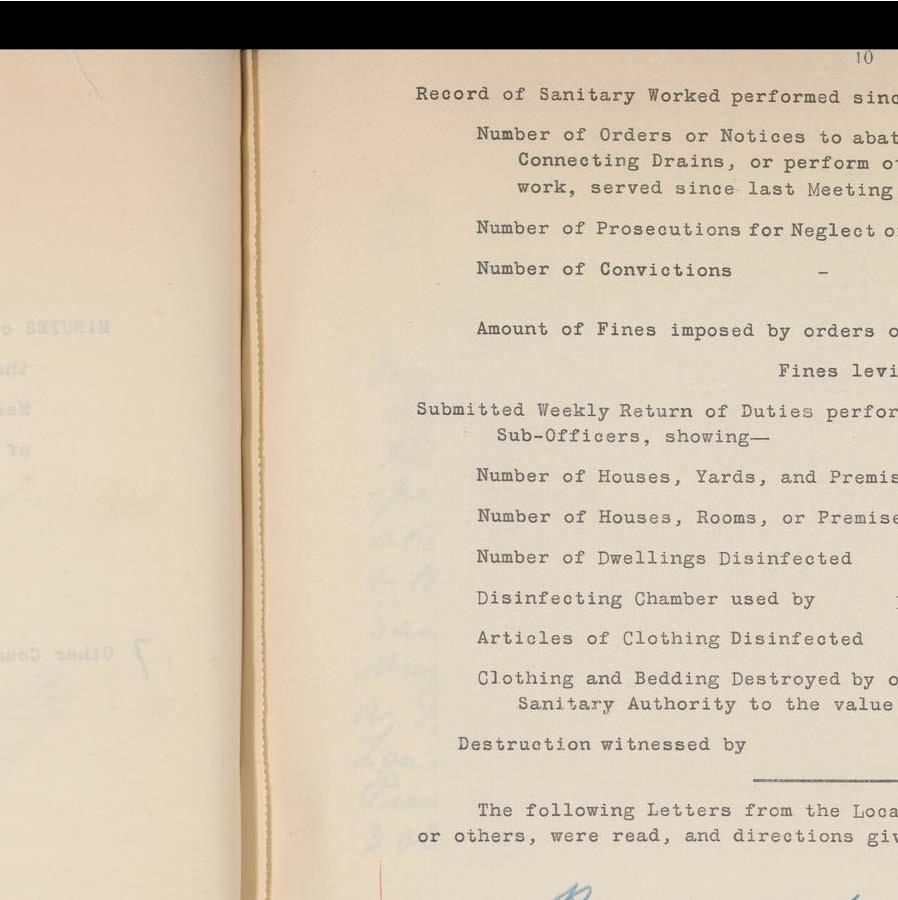 10
Record of Sanitary Worked performed sinc
Number of Orders or Notices to abat
Connecting Drains, or perform
work, served since last Meeting
Number of Prosecutions for Neglect
Number of Convictions -
Amount of Fines imposed by orders
Fines levi
Submitted Weekly Return of Duties perfor
Sub-Officers, showing—
Number of Houses, Yards, and Premis
Number of Houses, Rooms, or Premise
Number of Dwellings Disinfected
Disinfecting Chamber used by
Articles of Clothing Disinfected
Clothing and Bedding Destroyed by
Sanitary Authority to the value
Destruction witnessed by
The following Letters from the Loca
or others, were read, and directions giv